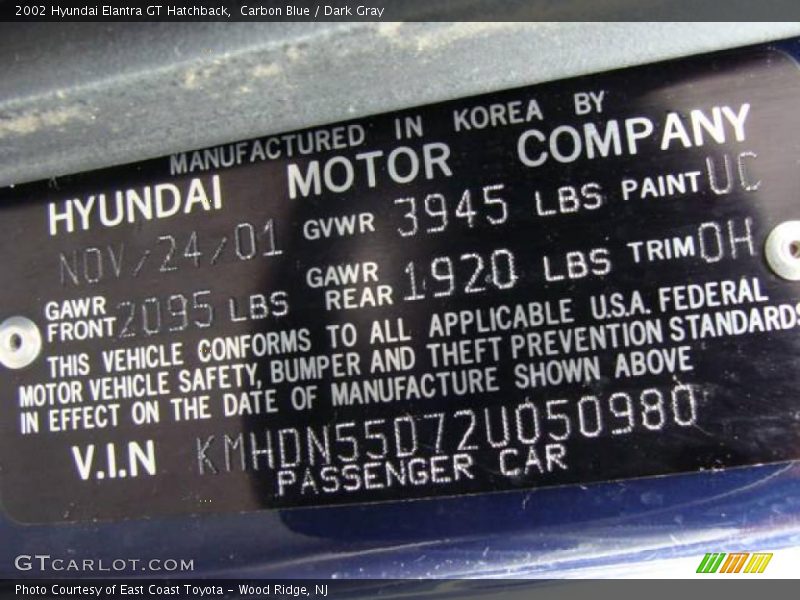 2002 Hyundai Elantra GT Hatchback,  Carbon Blue / Dark Gray
MANUFACTURED IN KOREA BY
HYUNDAI MOTOR COMPANY
NOV/24/01 GVWR 3945 LBS PAINT UC
GAWR FRONT 2095 LBS GAWR REAR 1920 LBS TRIM OH
THIS VEHICLE CONFORMS TO ALL APPLICABLE U.S.A. FEDERAL
MOTOR VEHICLE SAFETY, BUMPER AND THEFT PREVENTION STANDARDS
IN EFFECT ON THE DATE OF MANUFACTURE SHOWN ABOVE
V.I.N KMHDN55D72U050980
PASSENGER CAR
GTCARLOT.COM
Photo Courtesy of East Coast Toyota - Wood Ridge, NJ